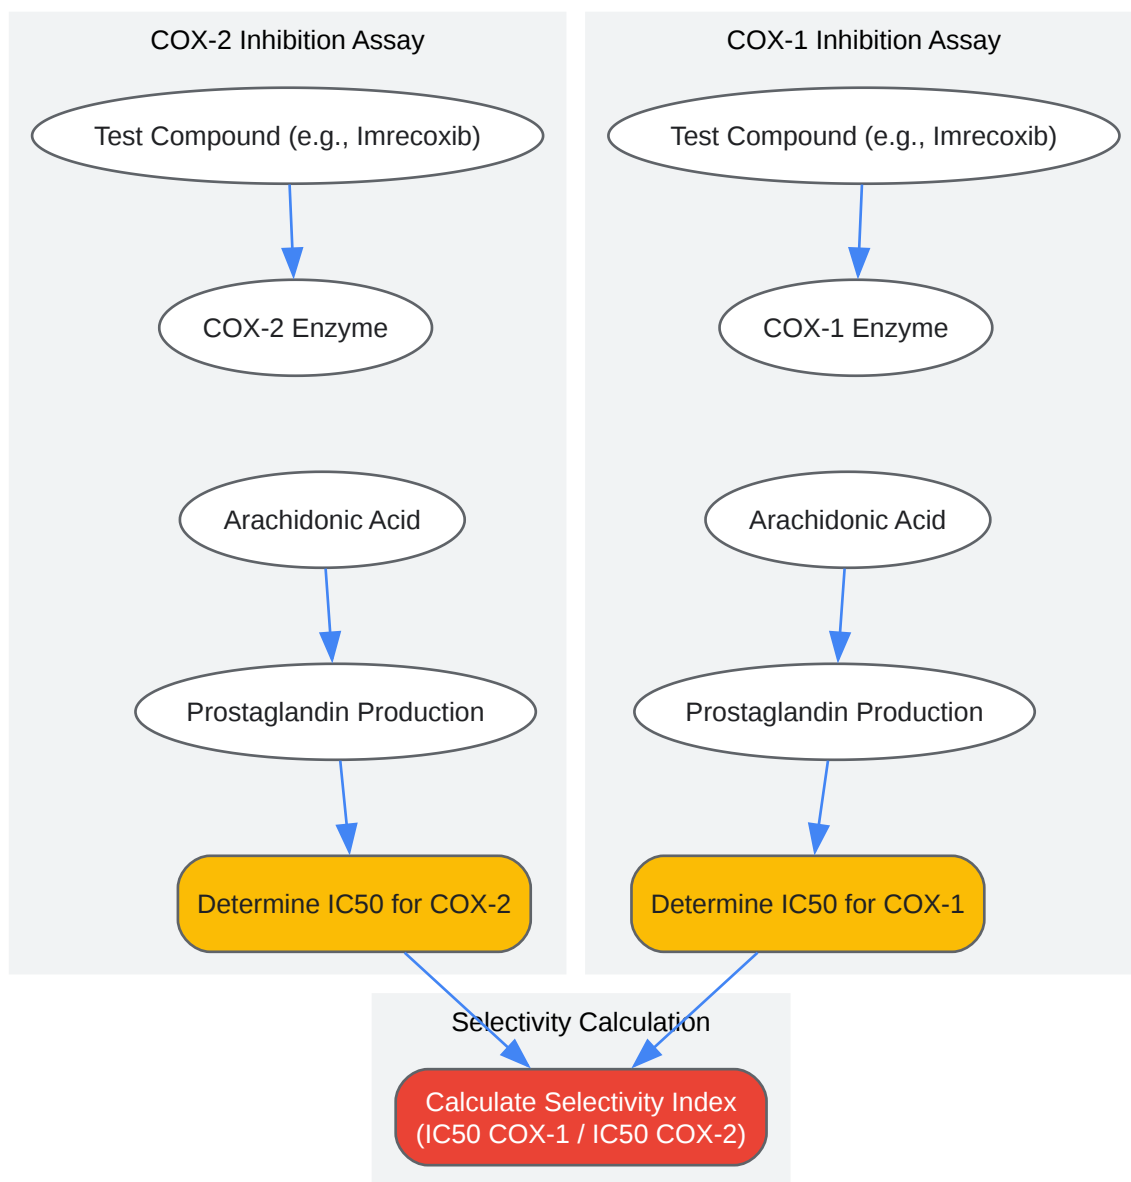 COX-2 Inhibition Assay
Test Compound (e.g., Imrecoxib)
COX-2 Enzyme
Arachidonic Acid
Prostaglandin Production
Determine IC50 for COX-2
COX-1 Inhibition Assay
Test Compound (e.g., Imrecoxib)
COX-1 Enzyme
Arachidonic Acid
Prostaglandin Production
Determine IC50 for COX-1
Selectivity Calculation
Calculate Selectivity Index
(IC50 COX-1 / IC50 COX-2)